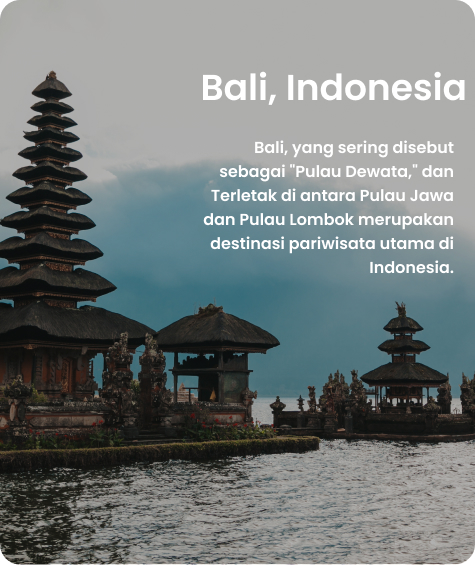 Bali, Indonesia
Bali, yang sering disebut
sebagai "Pulau Dewata," dan
Terletak di antara Pulau Jawa
dan Pulau Lombok merupakan
destinasi pariwisata utama di
Indonesia.